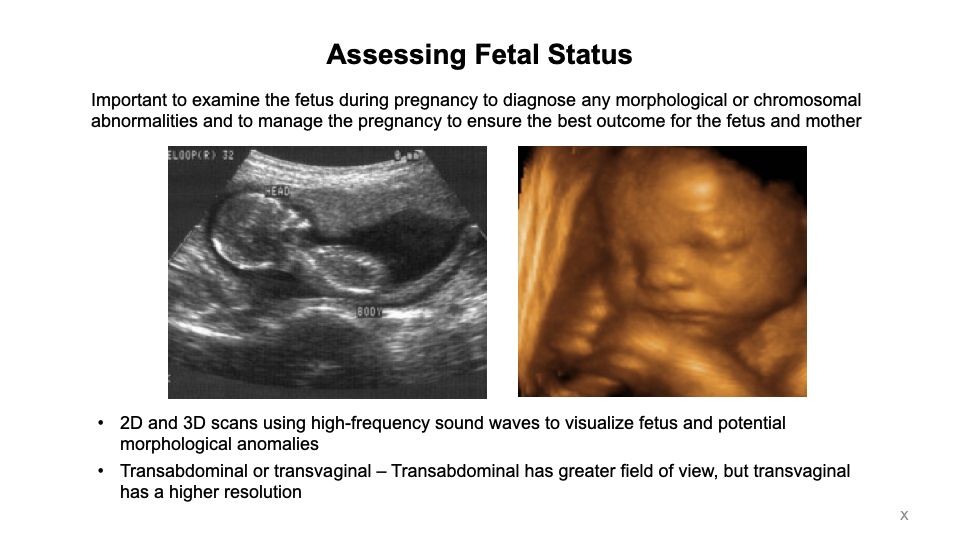 Assessing Fetal Status
Important to examine the fetus during pregnancy to diagnose any morphological or chromosomal
abnormalities and to manage the pregnancy to ensure the best outcome for the fetus and mother
ELOOP(R) 32
HEAD
BODY
• 2D and 3D scans using high-frequency sound waves to visualize fetus and potential
morphological anomalies
• Transabdominal or transvaginal – Transabdominal has greater field of view, but transvaginal
has a higher resolution
x